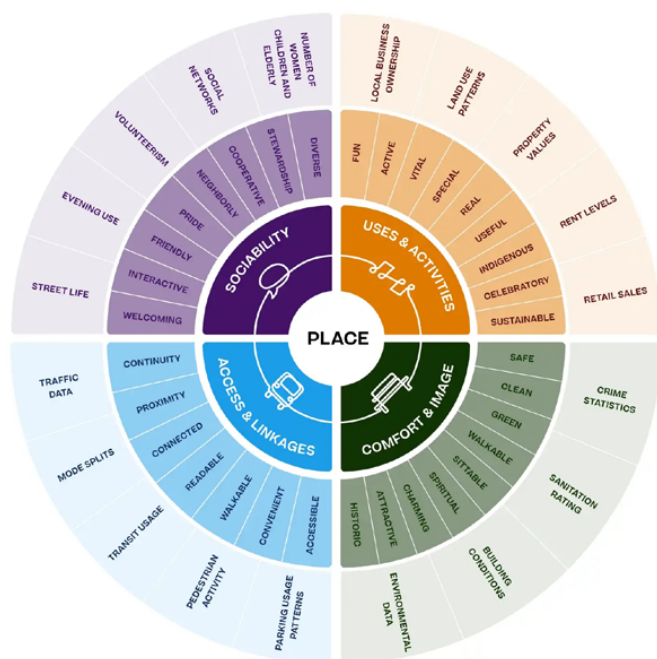 PLACE
SOCIABILITY
DIVERSE
STEWARDSHIP
COOPERATIVE
NEIGHBORLY
PRIDE
FRIENDLY
INTERACTIVE
WELCOMING
NUMBER OF
WOMEN
CHILDREN AND
ELDERLY
SOCIAL
NETWORKS
VOLUNTEERISM
EVENING USE
STREET LIFE
USES & ACTIVITIES
FUN
ACTIVE
VITAL
SPECIAL
REAL
USEFUL
INDIGENOUS
CELEBRATORY
SUSTAINABLE
LOCAL BUSINESS
OWNERSHIP
LAND USE
PATTERNS
PROPERTY
VALUES
RENT LEVELS
RETAIL SALES
COMFORT & IMAGE
SAFE
CLEAN
GREEN
WALKABLE
SITTABLE
SPIRITUAL
CHARMING
ATTRACTIVE
HISTORIC
CRIME
STATISTICS
SANITATION
RATING
BUILDING
CONDITIONS
ENVIRONMENTAL
DATA
ACCESS & LINKAGES
CONTINUITY
PROXIMITY
CONNECTED
READABLE
WALKABLE
CONVENIENT
ACCESSIBLE
TRAFFIC
DATA
MODE SPLITS
TRANSIT USAGE
PEDESTRIAN
ACTIVITY
PARKING USAGE
PATTERNS